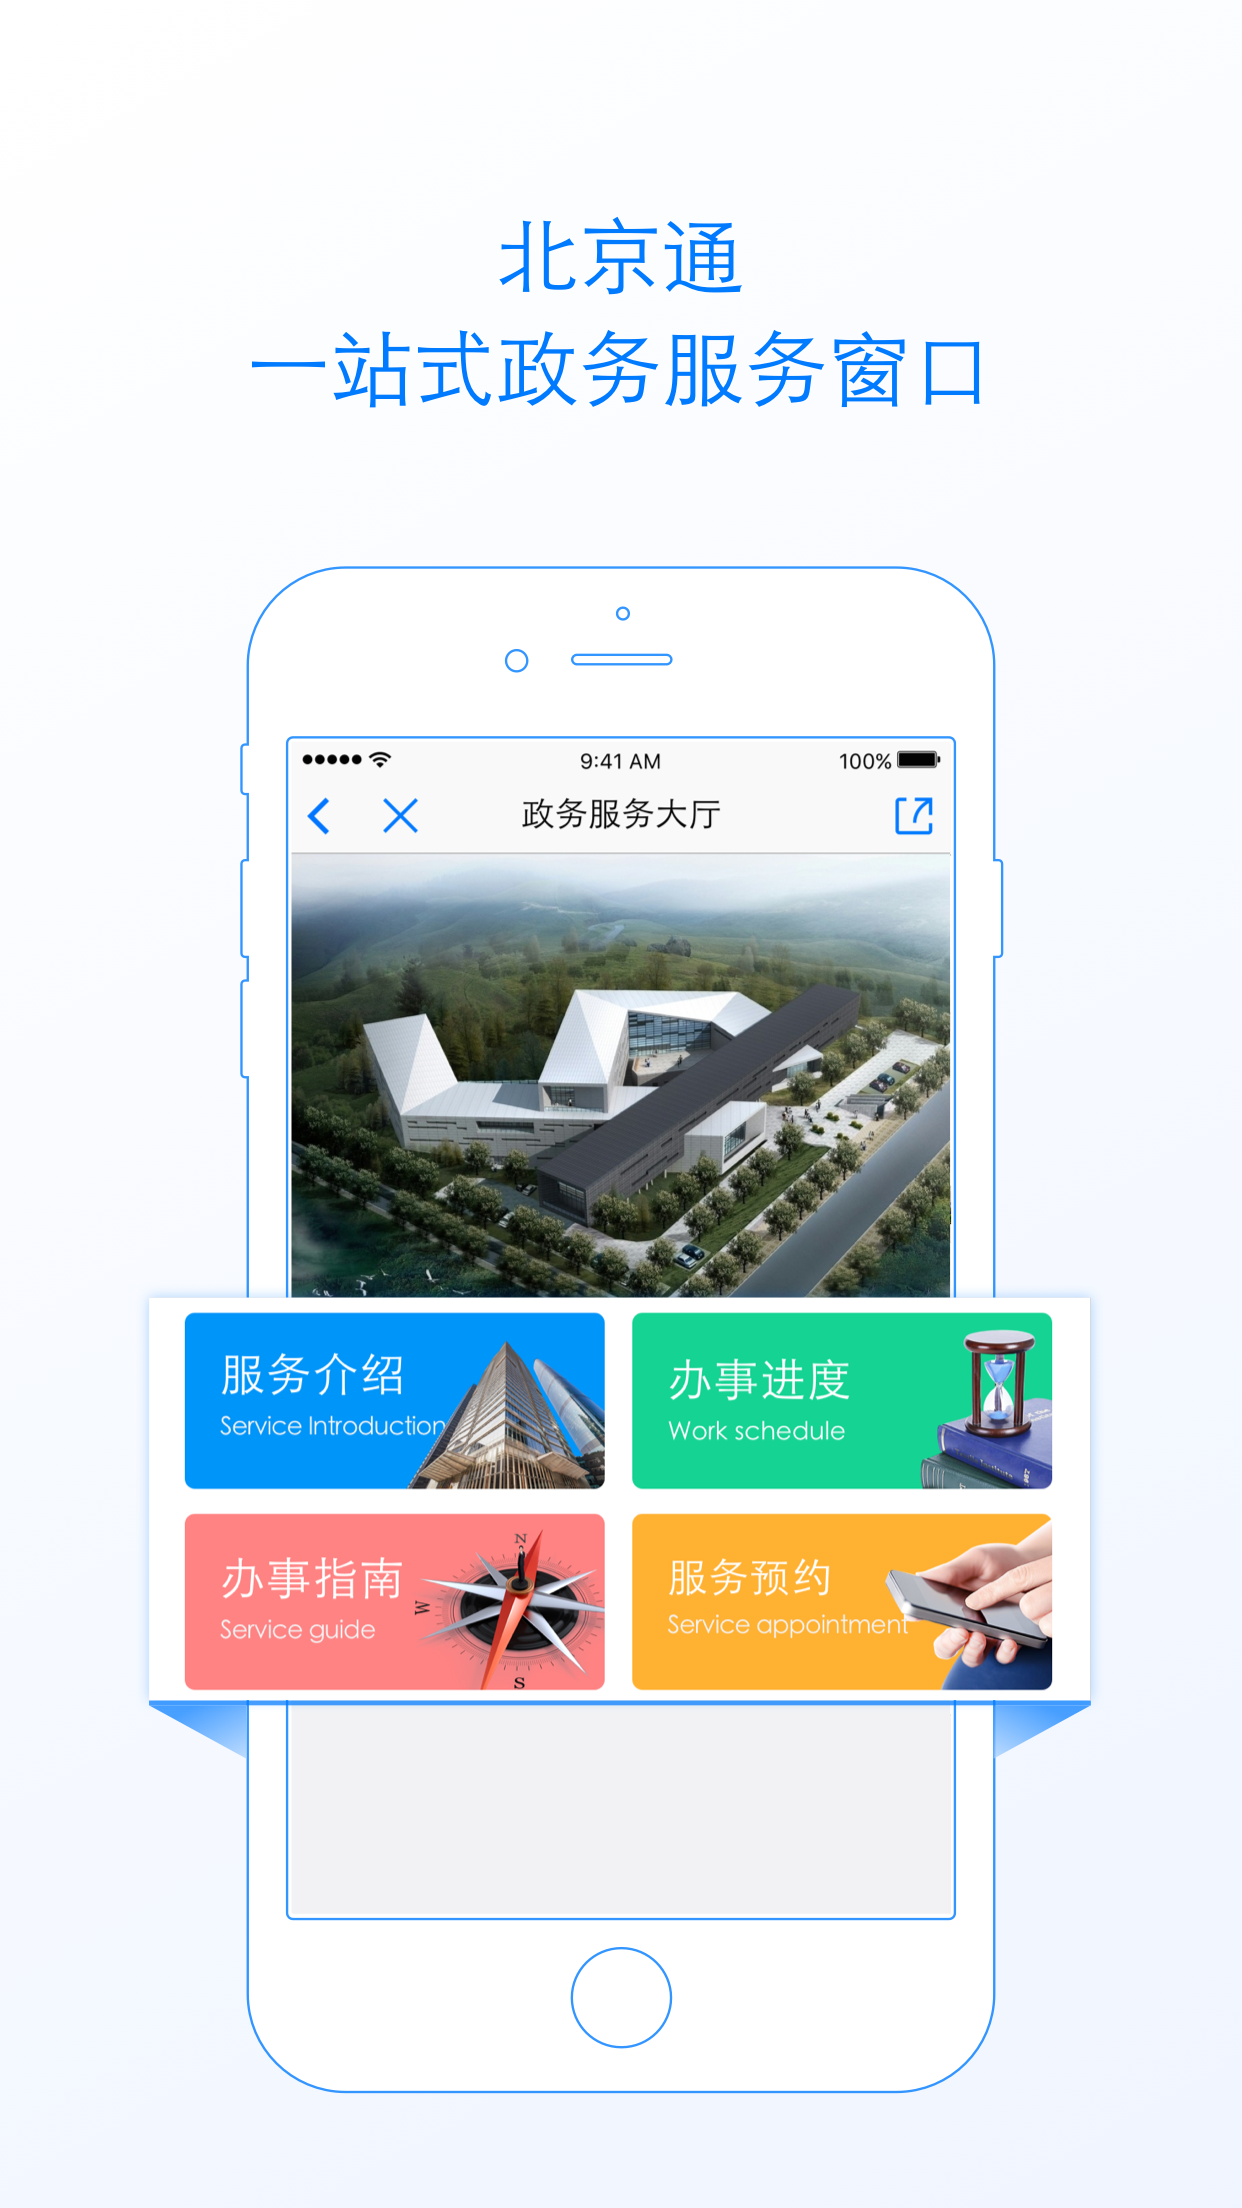 北京通
一站式政务服务窗口
9:41 AM
100%
政务服务大厅
服务介绍
Service Introduction
办事进度
Work schedule
办事指南
Service guide
N
W
S
服务预约
Service appointment